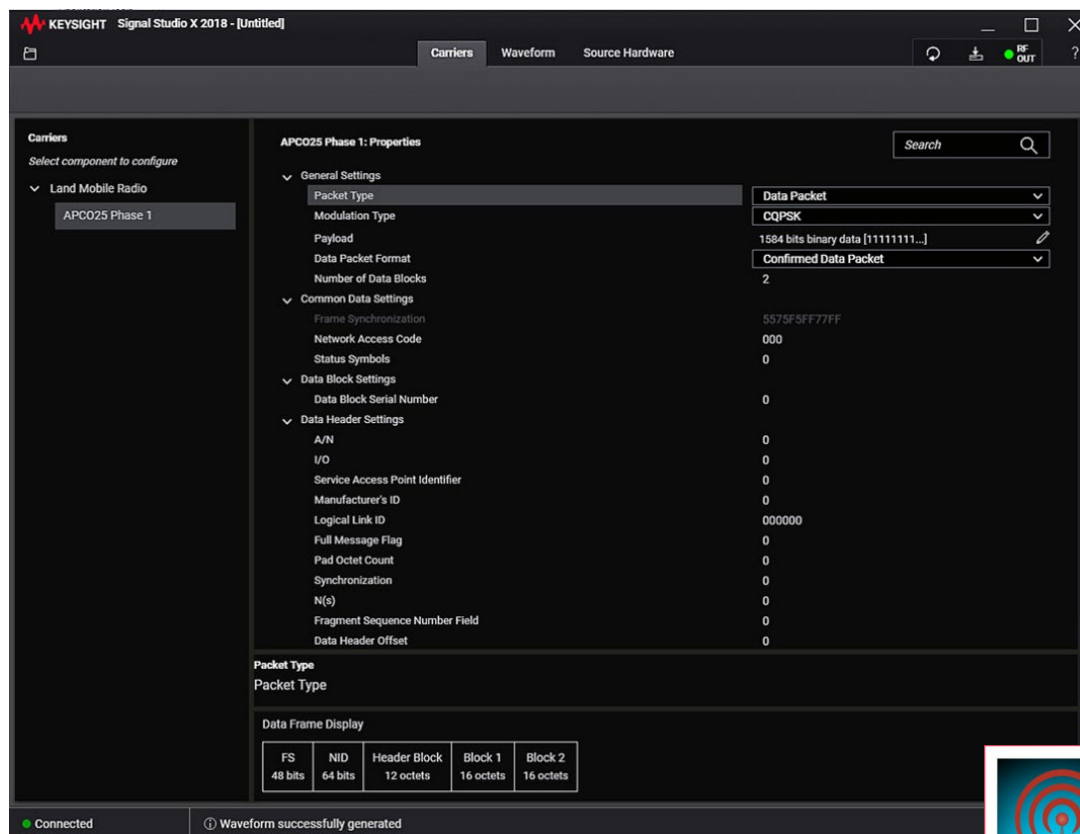 KEYSIGHT Signal Studio X 2018 - [Untitled]
Carriers Waveform Source Hardware RF OUT ?
Carriers
Select component to configure
Land Mobile Radio
APCO25 Phase 1
APCO25 Phase 1: Properties Search
General Settings
Packet Type Data Packet
Modulation Type CQPSK
Payload 1584 bits binary data [11111111...]
Data Packet Format Confirmed Data Packet
Number of Data Blocks 2
Common Data Settings
Frame Synchronization 5575F5FF77FF
Network Access Code 000
Status Symbols 0
Data Block Settings
Data Block Serial Number 0
Data Header Settings
A/N 0
I/O 0
Service Access Point Identifier 0
Manufacturer's ID 0
Logical Link ID 000000
Full Message Flag 0
Pad Octet Count 0
Synchronization 0
N(s) 0
Fragment Sequence Number Field 0
Data Header Offset 0
Packet Type
Packet Type
Data Frame Display
FS NID Header Block Block 1 Block 2
48 bits 64 bits 12 octets 16 octets 16 octets
Connected Waveform successfully generated